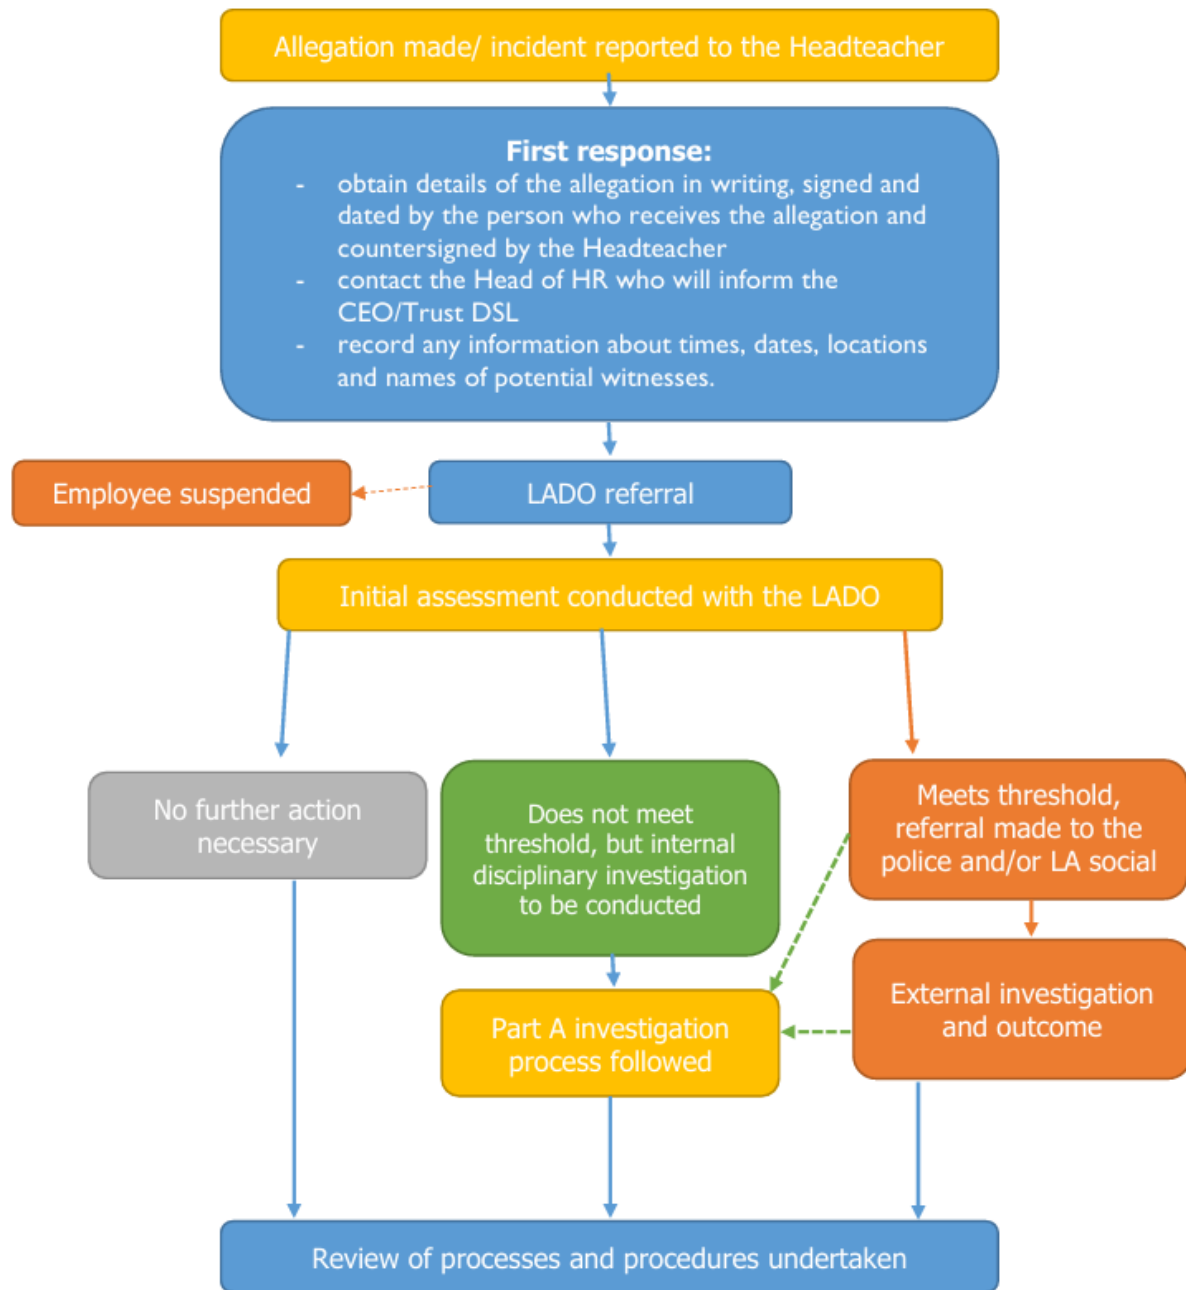 Allegation made/ incident reported to the Headteacher
First response:
- obtain details of the allegation in writing, signed and
dated by the person who receives the allegation and
countersigned by the Headteacher
- contact the Head of HR who will inform the
CEO/Trust DSL
- record any information about times, dates, locations
and names of potential witnesses.
Employee suspended
LADO referral
Initial assessment conducted with the LADO
No further action
necessary
Does not meet
threshold, but internal
disciplinary investigation
to be conducted
Meets threshold,
referral made to the
police and/or LA social
Part A investigation
process followed
External investigation
and outcome
Review of processes and procedures undertaken